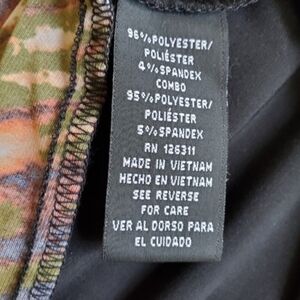 96%POLYESTER/
POLIÉSTER
4%SPANDEX
COMBO
95%POLYESTER/
POLIÉSTER
5%SPANDEX
RN 126311
MADE IN VIETNAM
HECHO EN VIETNAM
SEE REVERSE
FOR CARE
VER AL DORSO PARA
EL CUIDADO